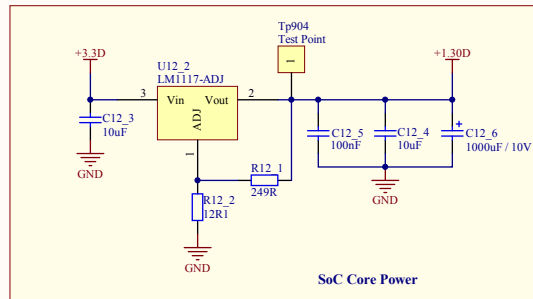 Tp904
Test Point
1
+3.3D
+1.30D
U12_2
LM1117-ADJ
3
Vin
Vout
2
ADJ
1
C12_3
10uF
GND
C12_5
100nF
C12_4
10uF
C12_6
1000uF / 10V
+
R12_1
249R
R12_2
12R1
GND
GND
SoC Core Power